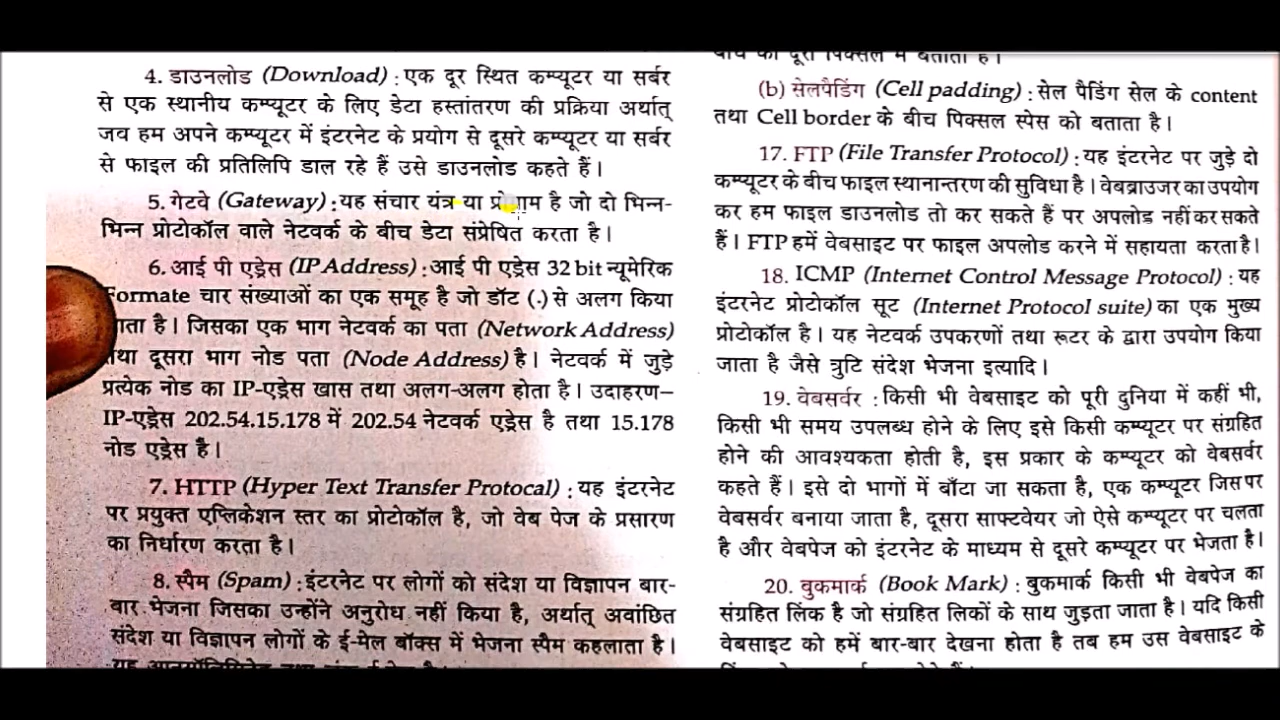 4. डाउनलोड (Download) : एक दूर स्थित कम्प्यूटर या सर्बर
से एक स्थानीय कम्प्यूटर के लिए डेटा हस्तांतरण की प्रक्रिया अर्थात्
जब हम अपने कम्प्यूटर में इंटरनेट के प्रयोग से दूसरे कम्प्यूटर या सर्बर
से फाइल की प्रतिलिपि डाल रहे हैं उसे डाउनलोड कहते हैं।
5. गेटवे (Gateway) : यह संचार यंत्र या प्रोग्राम है जो दो भिन्न-
भिन्न प्रोटोकॉल वाले नेटवर्क के बीच डेटा संप्रेषित करता है।
6. आई पी एड्रेस (IP Address) : आई पी एड्रेस 32 bit न्यूमेरिक
Formate चार संख्याओं का एक समूह है जो डॉट (.) से अलग किया
जाता है। जिसका एक भाग नेटवर्क का पता (Network Address)
तथा दूसरा भाग नोड पता (Node Address) है। नेटवर्क में जुड़े
प्रत्येक नोड का IP-एड्रेस खास तथा अलग-अलग होता है। उदाहरण–
IP-एड्रेस 202.54.15.178 में 202.54 नेटवर्क एड्रेस है तथा 15.178
नोड एड्रेस है।
7. HTTP (Hyper Text Transfer Protocal) : यह इंटरनेट
पर प्रयुक्त एप्लिकेशन स्तर का प्रोटोकॉल है, जो वेब पेज के प्रसारण
का निर्धारण करता है।
8. स्पैम (Spam) : इंटरनेट पर लोगों को संदेश या विज्ञापन बार-
बार भेजना जिसका उन्होंने अनुरोध नहीं किया है, अर्थात् अवांछित
संदेश या विज्ञापन लोगों के ई-मेल बॉक्स में भेजना स्पैम कहलाता है।
बीच की दूरी पिक्सल में बताता है।
(b) सेलपैडिंग (Cell padding) : सेल पैडिंग सेल के content
तथा Cell border के बीच पिक्सल स्पेस को बताता है।
17. FTP (File Transfer Protocol) : यह इंटरनेट पर जुड़े दो
कम्प्यूटर के बीच फाइल स्थानान्तरण की सुविधा है। वेबब्राउजर का उपयोग
कर हम फाइल डाउनलोड तो कर सकते हैं पर अपलोड नहीं कर सकते
हैं। FTP हमें वेबसाइट पर फाइल अपलोड करने में सहायता करता है।
18. ICMP (Internet Control Message Protocol) : यह
इंटरनेट प्रोटोकॉल सूट (Internet Protocol suite) का एक मुख्य
प्रोटोकॉल है। यह नेटवर्क उपकरणों तथा रूटर के द्वारा उपयोग किया
जाता है जैसे त्रुटि संदेश भेजना इत्यादि।
19. वेबसर्वर : किसी भी वेबसाइट को पूरी दुनिया में कहीं भी,
किसी भी समय उपलब्ध होने के लिए इसे किसी कम्प्यूटर पर संग्रहित
होने की आवश्यकता होती है, इस प्रकार के कम्प्यूटर को वेबसर्वर
कहते हैं। इसे दो भागों में बाँटा जा सकता है, एक कम्प्यूटर जिस पर
वेबसर्वर बनाया जाता है, दूसरा साफ्टवेयर जो ऐसे कम्प्यूटर पर चलता
है और वेबपेज को इंटरनेट के माध्यम से दूसरे कम्प्यूटर पर भेजता है।
20. बुकमार्क (Book Mark) : बुकमार्क किसी भी वेबपेज का
संग्रहित लिंक है जो संग्रहित लिकों के साथ जुड़ता जाता है। यदि किसी
वेबसाइट को हमें बार-बार देखना होता है तब हम उस वेबसाइट के